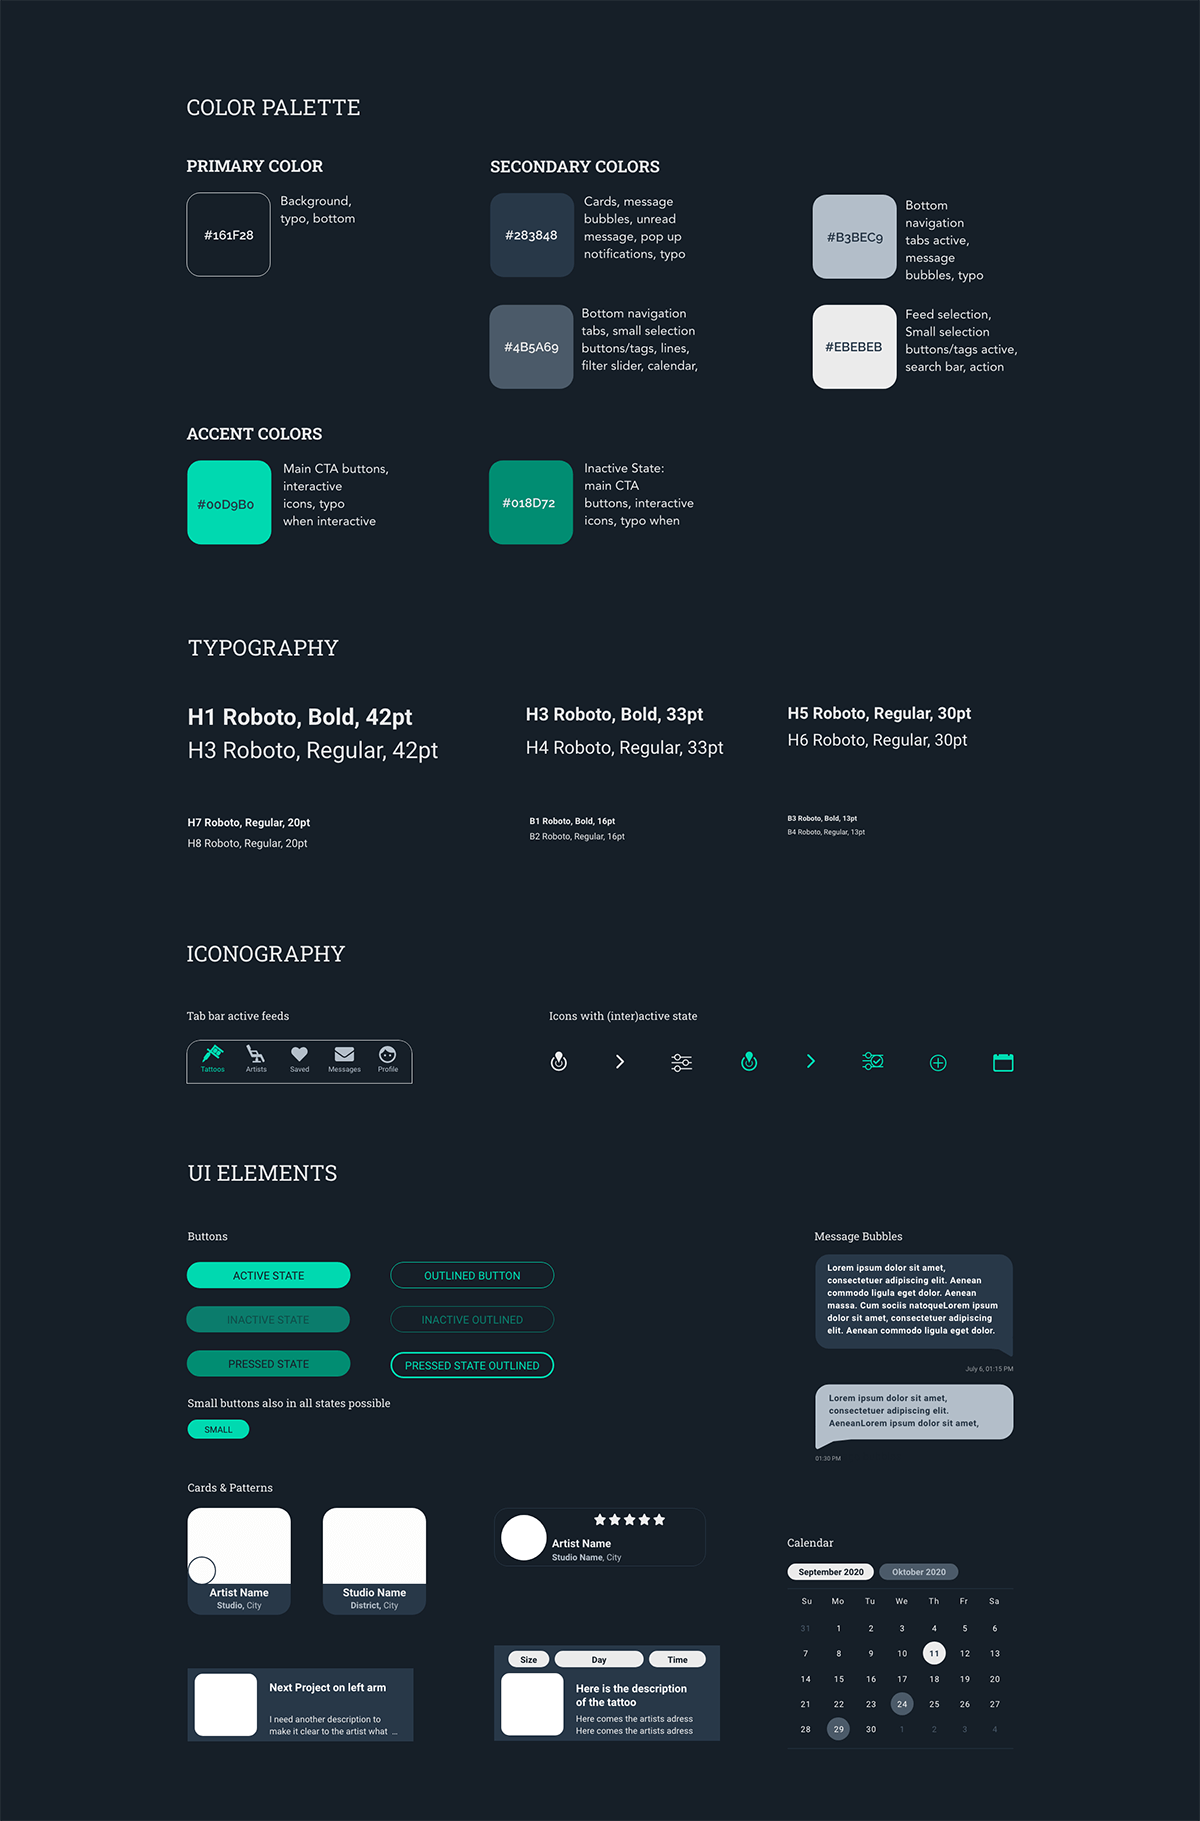 COLOR PALETTE
PRIMARY COLOR
#161F28
Background,
typo, bottom
SECONDARY COLORS
#283848
Cards, message
bubbles, unread
message, pop up
notifications, typo
#B3BEC9
Bottom
navigation
tabs active,
message
bubbles, typo
#4B5A69
Bottom navigation
tabs, small selection
buttons/tags, lines,
filter slider, calendar,
#EBEBEB
Feed selection,
Small selection
buttons/tags active,
search bar, action
ACCENT COLORS
#00D9B0
Main CTA buttons,
interactive
icons, typo
when interactive
#018D72
Inactive State:
main CTA
buttons, interactive
icons, typo when
TYPOGRAPHY
H1 Roboto, Bold, 42pt
H3 Roboto, Regular, 42pt
H3 Roboto, Bold, 33pt
H4 Roboto, Regular, 33pt
H5 Roboto, Regular, 30pt
H6 Roboto, Regular, 30pt
H7 Roboto, Regular, 20pt
H8 Roboto, Regular, 20pt
B1 Roboto, Bold, 16pt
B2 Roboto, Regular, 16pt
B3 Roboto, Bold, 13pt
B4 Roboto, Regular, 13pt
ICONOGRAPHY
Tab bar active feeds
Tattoos Artists Saved Messages Profile
Icons with (inter)active state
UI ELEMENTS
Buttons
ACTIVE STATE
OUTLINED BUTTON
INACTIVE STATE
INACTIVE OUTLINED
PRESSED STATE
PRESSED STATE OUTLINED
Small buttons also in all states possible
SMALL
Message Bubbles
Lorem ipsum dolor sit amet,
consectetuer adipiscing elit. Aenean
commodo ligula eget dolor. Aenean
massa. Cum sociis natoqueLorem ipsum
dolor sit amet, consectetuer adipiscing
elit. Aenean commodo ligula eget dolor.
July 6, 01:15 PM
Lorem ipsum dolor sit amet,
consectetuer adipiscing elit.
AeneanLorem ipsum dolor sit amet,
01:30 PM
Cards & Patterns
Artist Name
Studio, City
Studio Name
District, City
Artist Name
Studio Name, City
Next Project on left arm
I need another description to
make it clear to the artist what ...
Size Day Time
Here is the description
of the tattoo
Here comes the artists adress
Here comes the artists adress
Calendar
September 2020 Oktober 2020
Su Mo Tu We Th Fr Sa
31 1 2 3 4 5 6
7 8 9 10 11 12 13
14 15 16 17 18 19 20
21 22 23 24 25 26 27
28 29 30 1 2 3 4